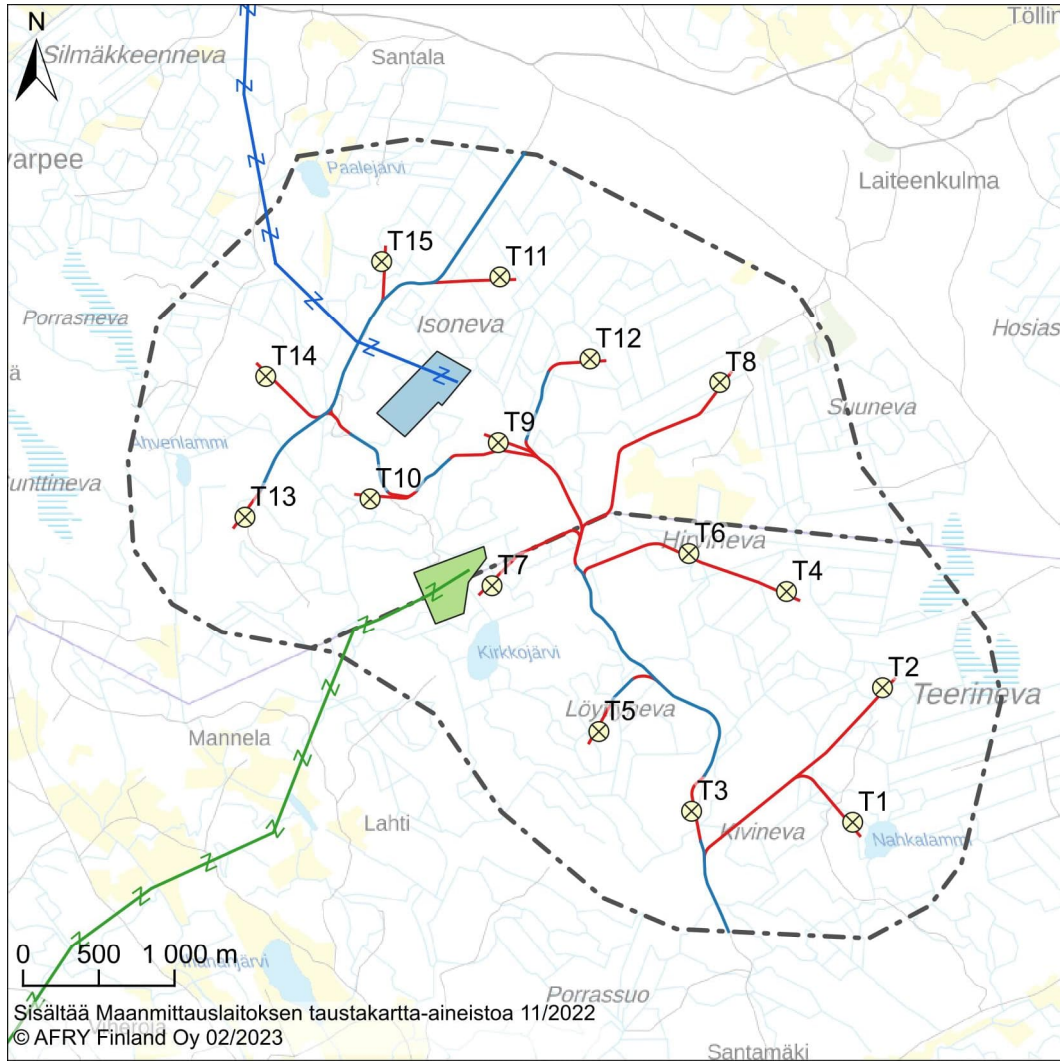 N
Töllin
Silmäkkeenneva
Santala
varpee
Paalejärvi
Laiteenkulma
T15
T11
Porrasneva
Isoneva
Hosias
T12
T14
T8
Suuneva
Ahvenlammi
T9
unttineva
T10
T13
T6
Hirvineva
T7
T4
Kirkkojärvi
T2
Teerineva
T5
Mannela
T3
T1
Lahti
Kivineva
Nahkalammi
0 500 1 000 m
Porrassuo
Sisältää Maanmittauslaitoksen taustakartta-aineistoa 11/2022
© AFRY Finland Oy 02/2023
Santamäki